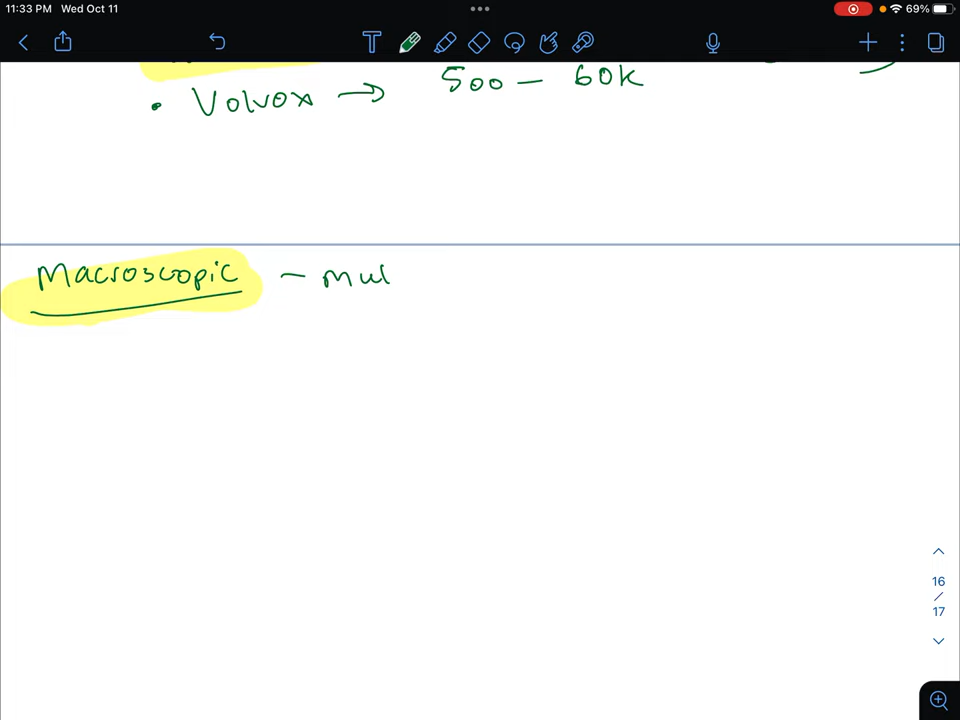 11:33 PM Wed Oct 11
69%
• Volvox → 500 – 60k
Macroscopic – mul
16
/
17